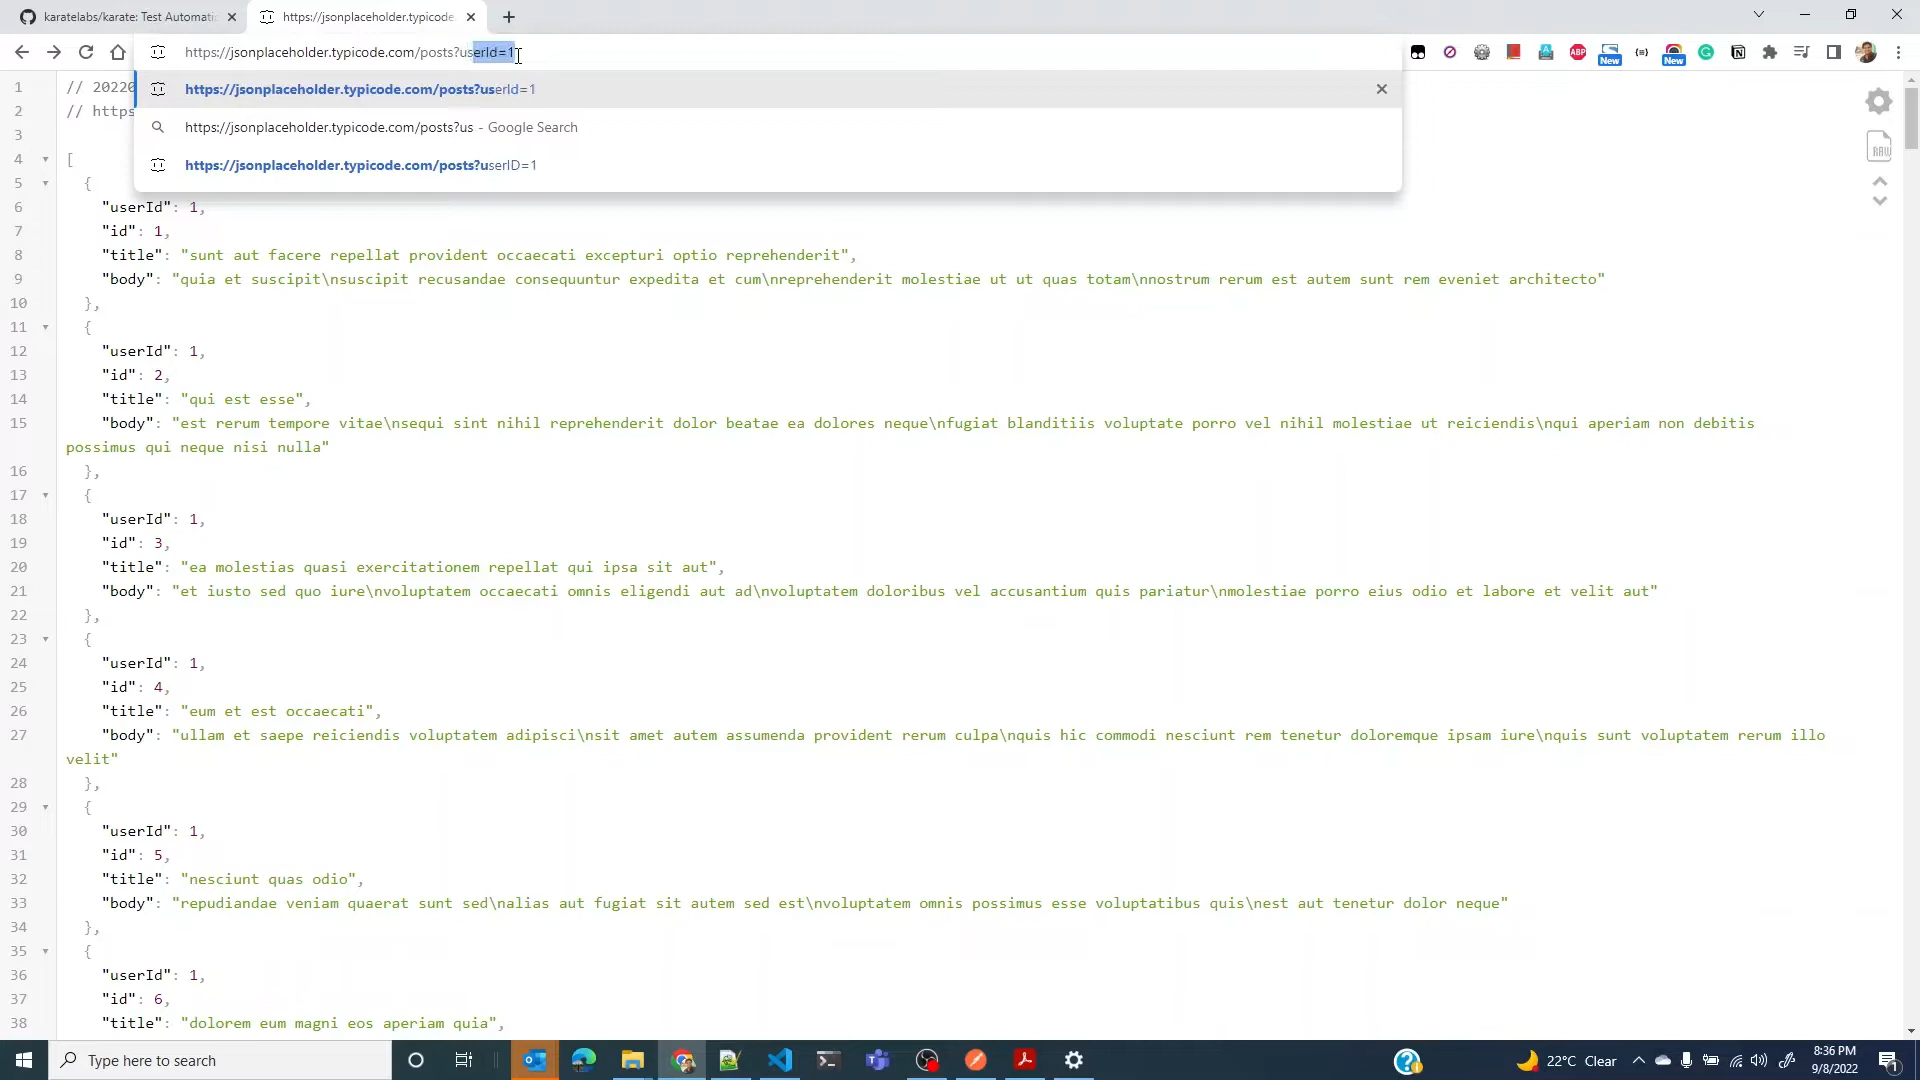 karatelabs/karate: Test Automati
https://jsonplaceholder.typicode.
https://jsonplaceholder.typicode.com/posts?userId=1
ABP
New
New
https://jsonplaceholder.typicode.com/posts?userId=1
https://jsonplaceholder.typicode.com/posts?us - Google Search
https://jsonplaceholder.typicode.com/posts?userID=1
RAW
1 // 20220
2 // https
3
4 [
5 {
6 "userId": 1,
7 "id": 1,
8 "title": "sunt aut facere repellat provident occaecati excepturi optio reprehenderit",
9 "body": "quia et suscipit\nsuscipit recusandae consequuntur expedita et cum\nreprehenderit molestiae ut ut quas totam\nnostrum rerum est autem sunt rem eveniet architecto"
10 },
11 {
12 "userId": 1,
13 "id": 2,
14 "title": "qui est esse",
15 "body": "est rerum tempore vitae\nsequi sint nihil reprehenderit dolor beatae ea dolores neque\nfugiat blanditiis voluptate porro vel nihil molestiae ut reiciendis\nqui aperiam non debitis
possimus qui neque nisi nulla"
16 },
17 {
18 "userId": 1,
19 "id": 3,
20 "title": "ea molestias quasi exercitationem repellat qui ipsa sit aut",
21 "body": "et iusto sed quo iure\nvoluptatem occaecati omnis eligendi aut ad\nvoluptatem doloribus vel accusantium quis pariatur\nmolestiae porro eius odio et labore et velit aut"
22 },
23 {
24 "userId": 1,
25 "id": 4,
26 "title": "eum et est occaecati",
27 "body": "ullam et saepe reiciendis voluptatem adipisci\nsit amet autem assumenda provident rerum culpa\nquis hic commodi nesciunt rem tenetur doloremque ipsam iure\nquis sunt voluptatem rerum illo
velit"
28 },
29 {
30 "userId": 1,
31 "id": 5,
32 "title": "nesciunt quas odio",
33 "body": "repudiandae veniam quaerat sunt sed\nalias aut fugiat sit autem sed est\nvoluptatem omnis possimus esse voluptatibus quis\nest aut tenetur dolor neque"
34 },
35 {
36 "userId": 1,
37 "id": 6,
38 "title": "dolorem eum magni eos aperiam quia",
Type here to search
22°C Clear
8:36 PM
9/8/2022
1